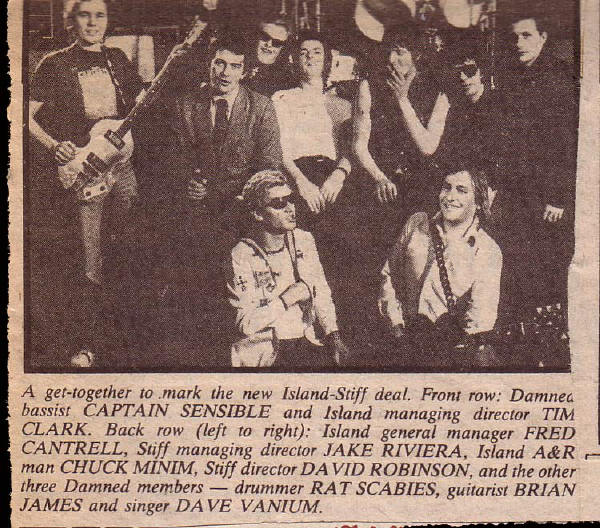 A get-together to mark the new Island-Stiff deal. Front row: Damned
bassist CAPTAIN SENSIBLE and Island managing director TIM
CLARK. Back row (left to right): Island general manager FRED
CANTRELL, Stiff managing director JAKE RIVIERA, Island A&R
man CHUCK MINIM, Stiff director DAVID ROBINSON, and the other
three Damned members — drummer RAT SCABIES, guitarist BRIAN
JAMES and singer DAVE VANIUM.